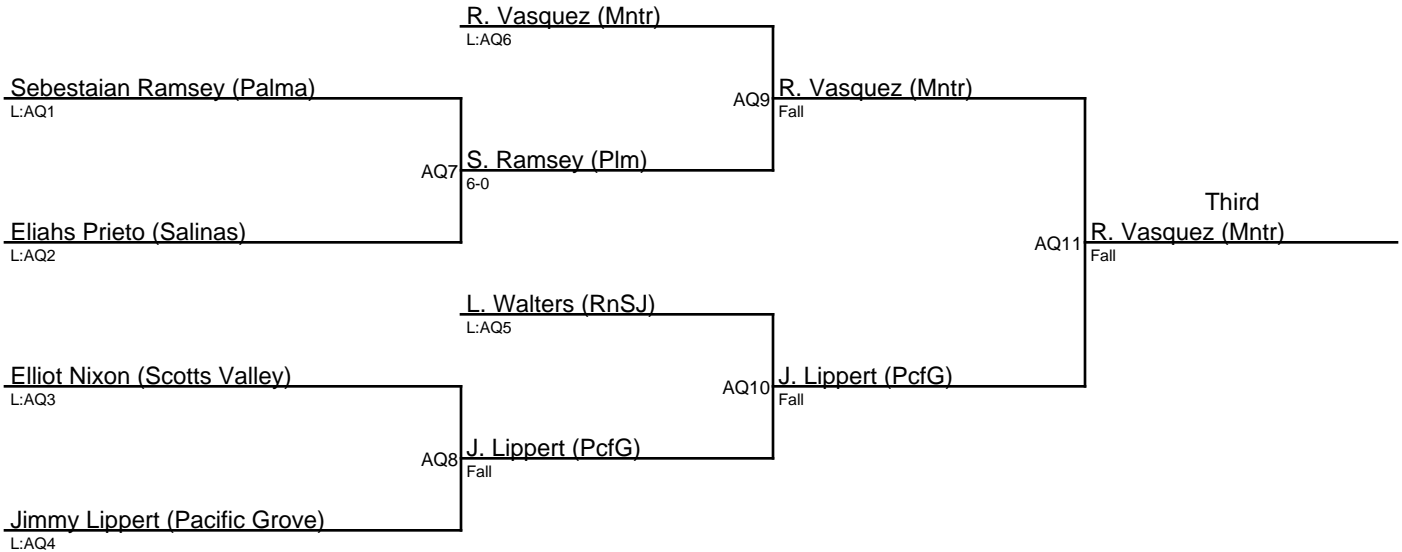 R. Vasquez (Mntr)
L:AQ6
Sebestaian Ramsey (Palma)
L:AQ1
AQ9
R. Vasquez (Mntr)
Fall
AQ7
S. Ramsey (Plm)
6-0
Third
Eliahs Prieto (Salinas)
L:AQ2
AQ11
R. Vasquez (Mntr)
Fall
L. Walters (RnSJ)
L:AQ5
Elliot Nixon (Scotts Valley)
L:AQ3
AQ10
J. Lippert (PcfG)
Fall
AQ8
J. Lippert (PcfG)
Fall
Jimmy Lippert (Pacific Grove)
L:AQ4